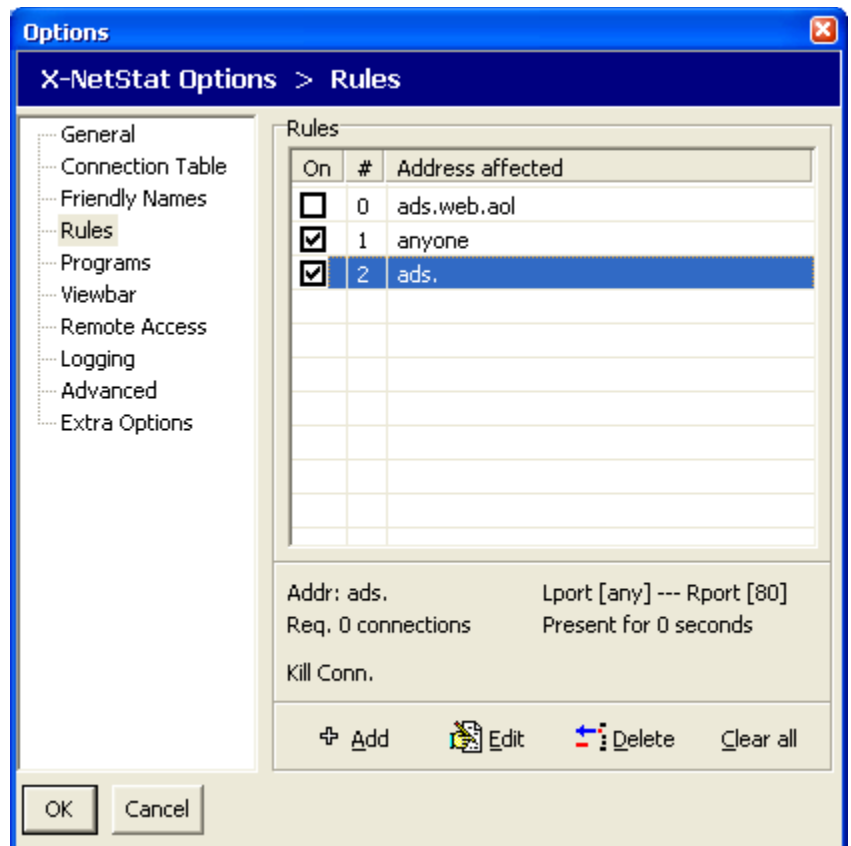 Options
X-NetStat Options > Rules
General
Connection Table
Friendly Names
Rules
Programs
Viewbar
Remote Access
Logging
Advanced
Extra Options
Rules
On # Address affected
0 ads.web.aol
1 anyone
2 ads.
Addr: ads. Lport [any] --- Rport [80]
Req. 0 connections Present for 0 seconds
Kill Conn.
Add Edit Delete Clear all
OK Cancel